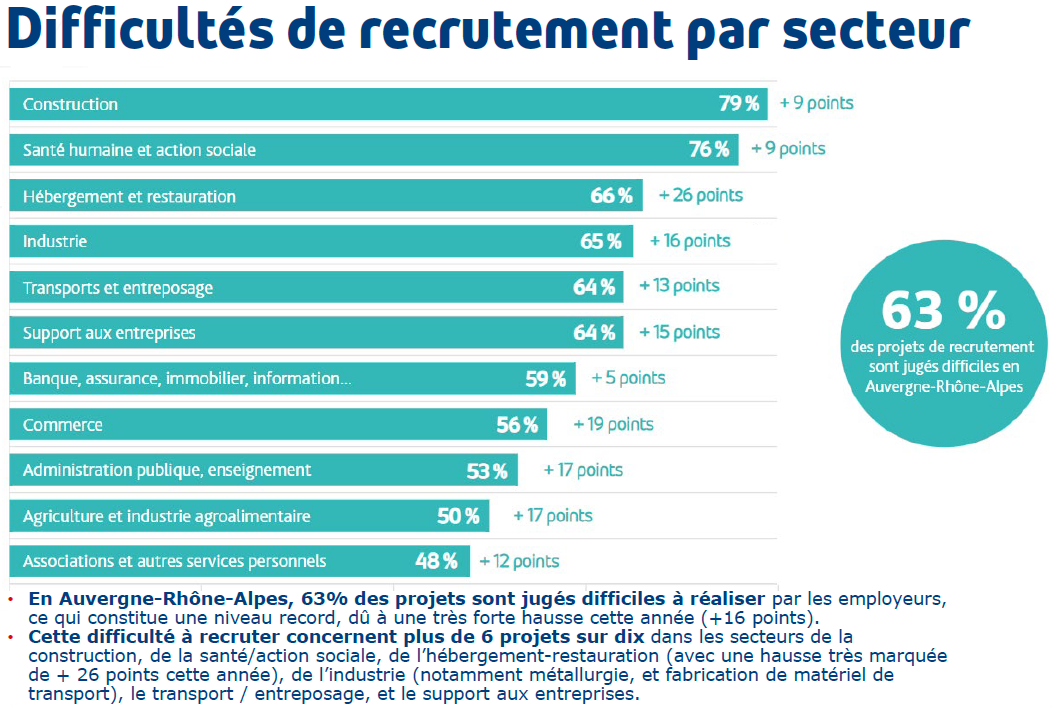 Difficultés de recrutement par secteur
Construction 79 % + 9 points
Santé humaine et action sociale 76 % + 9 points
Hébergement et restauration 66 % + 26 points
Industrie 65 % + 16 points
Transports et entreposage 64 % + 13 points
Support aux entreprises 64 % + 15 points
Banque, assurance, immobilier, information... 59 % + 5 points
Commerce 56 % + 19 points
Administration publique, enseignement 53 % + 17 points
Agriculture et industrie agroalimentaire 50 % + 17 points
Associations et autres services personnels 48 % + 12 points
63 %
des projets de recrutement
sont jugés difficiles en
Auvergne-Rhône-Alpes
• En Auvergne-Rhône-Alpes, 63% des projets sont jugés difficiles à réaliser par les employeurs,
ce qui constitue une niveau record, dû à une très forte hausse cette année (+16 points).
• Cette difficulté à recruter concernent plus de 6 projets sur dix dans les secteurs de la
construction, de la santé/action sociale, de l'hébergement-restauration (avec une hausse très marquée
de + 26 points cette année), de l'industrie (notamment métallurgie, et fabrication de matériel de
transport), le transport / entreposage, et le support aux entreprises.